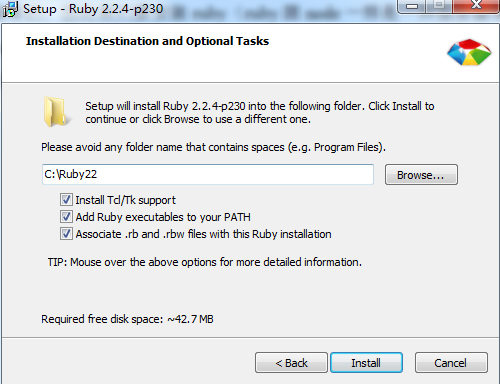 Setup - Ruby 2.2.4-p230
Installation Destination and Optional Tasks
Setup will install Ruby 2.2.4-p230 into the following folder. Click Install to
continue or click Browse to use a different one.
Please avoid any folder name that contains spaces (e.g. Program Files).
C:\Ruby22
Browse...
Install Tcl/Tk support
Add Ruby executables to your PATH
Associate .rb and .rbw files with this Ruby installation
TIP: Mouse over the above options for more detailed information.
Required free disk space: ~42.7 MB
< Back
Install
Cancel